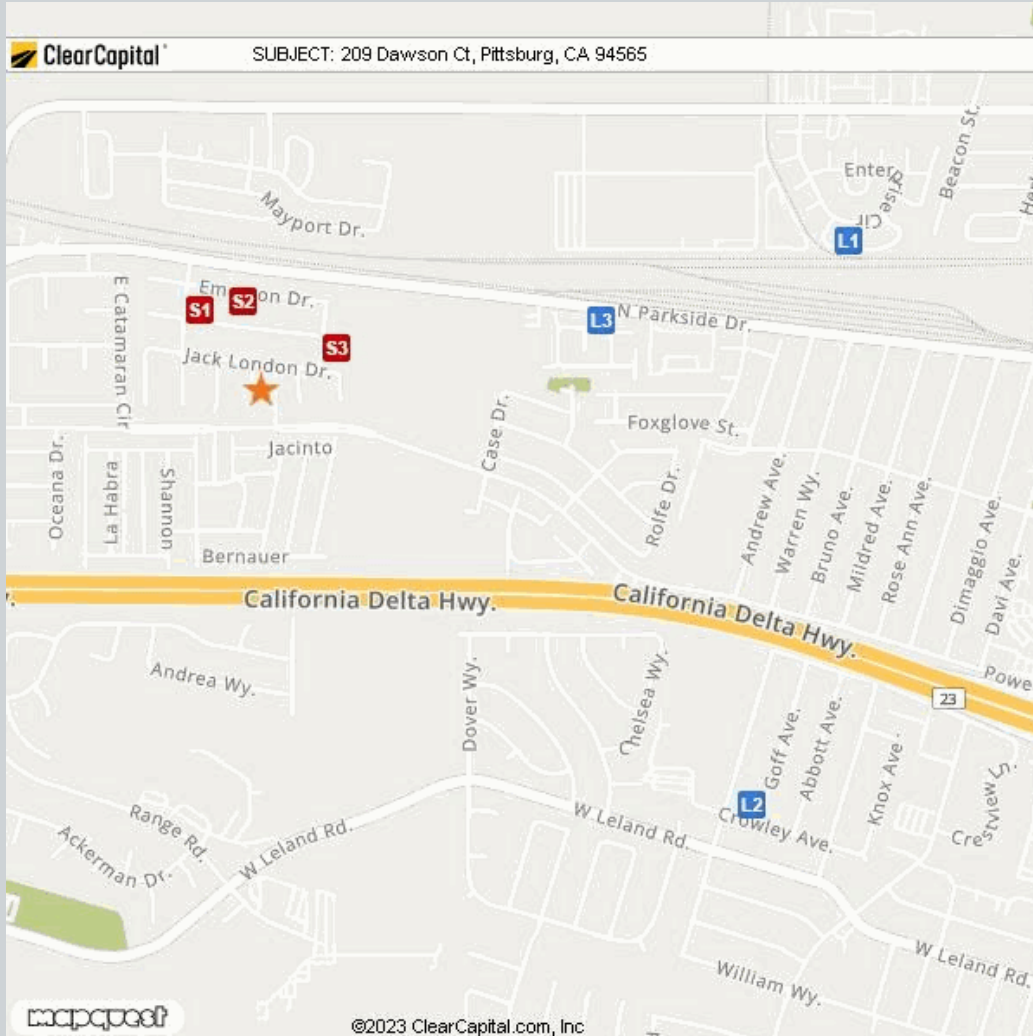 ClearCapital
SUBJECT: 209 Dawson Ct, Pittsburg, CA 94565
Beacon St.
Enterprise Cir
Mayport Dr.
L1
E Catamaran Cir
S1
S2
S3
L3
N Parkside Dr.
Jack London Dr.
Case Dr.
Foxglove St.
Jacinto
Oceana Dr.
La Habra
Shannon
Rolfe Dr.
Andrew Ave.
Warren Wy.
Bruno Ave.
Mildred Ave.
Rose Ann Ave.
Dimaggio Ave.
Davi Ave.
Bernauer
California Delta Hwy.
California Delta Hwy.
Andrea Wy.
Dover Wy.
Chelsea Wy.
Powe
23
Goff Ave.
Abbott Ave.
Knox Ave.
L2
Crowley Ave.
Crestview Ln.
Range Rd.
Ackerman Dr.
W Leland Rd.
W Leland Rd.
W Leland Rd.
William Wy.
mapquest
©2023 ClearCapital.com, Inc